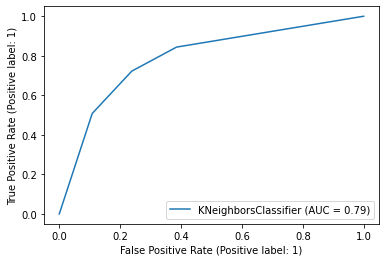 1.0
0.8
0.6
0.4
0.2
0.0
True Positive Rate (Positive label: 1)
KNeighborsClassifier (AUC = 0.79)
0.0 0.2 0.4 0.6 0.8 1.0
False Positive Rate (Positive label: 1)